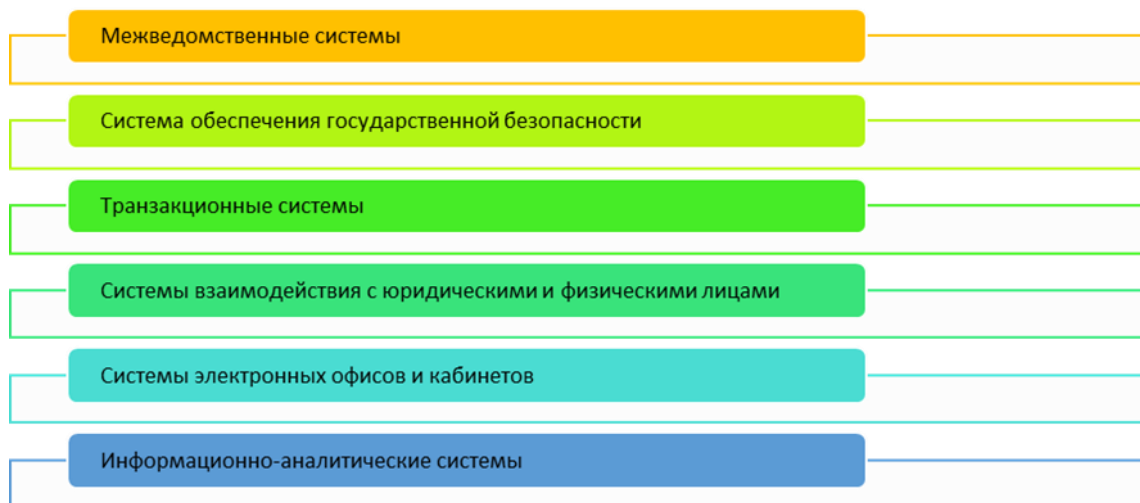 Межведомственные системы
Система обеспечения государственной безопасности
Транзакционные системы
Системы взаимодействия с юридическими и физическими лицами
Системы электронных офисов и кабинетов
Информационно-аналитические системы